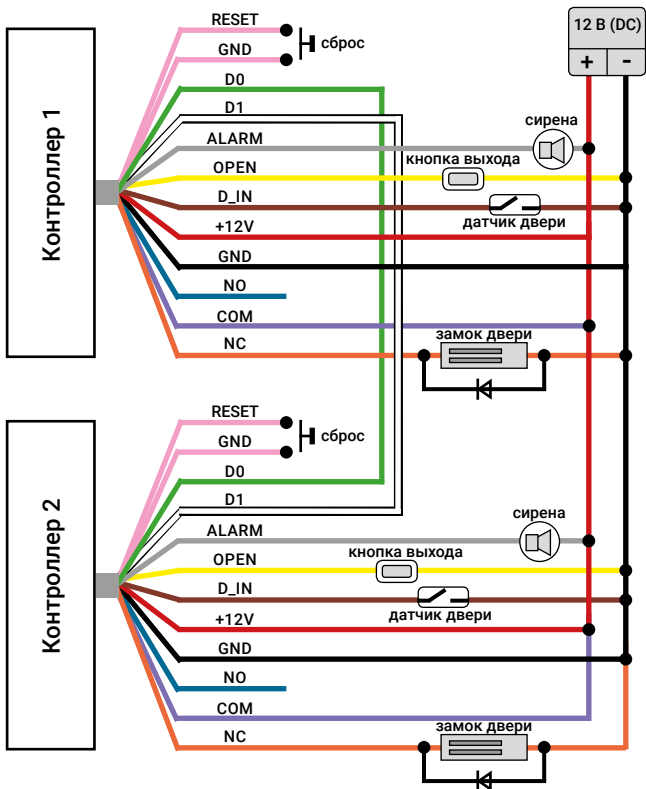 RESET
GND
сброс
12 В (DC)
+ -
D0
D1
сирена
ALARM
кнопка выхода
OPEN
D_IN
датчик двери
+12V
GND
NO
COM
замок двери
NC
Контроллер 1
RESET
GND
сброс
D0
D1
сирена
ALARM
кнопка выхода
OPEN
D_IN
датчик двери
+12V
GND
NO
COM
замок двери
NC
Контроллер 2